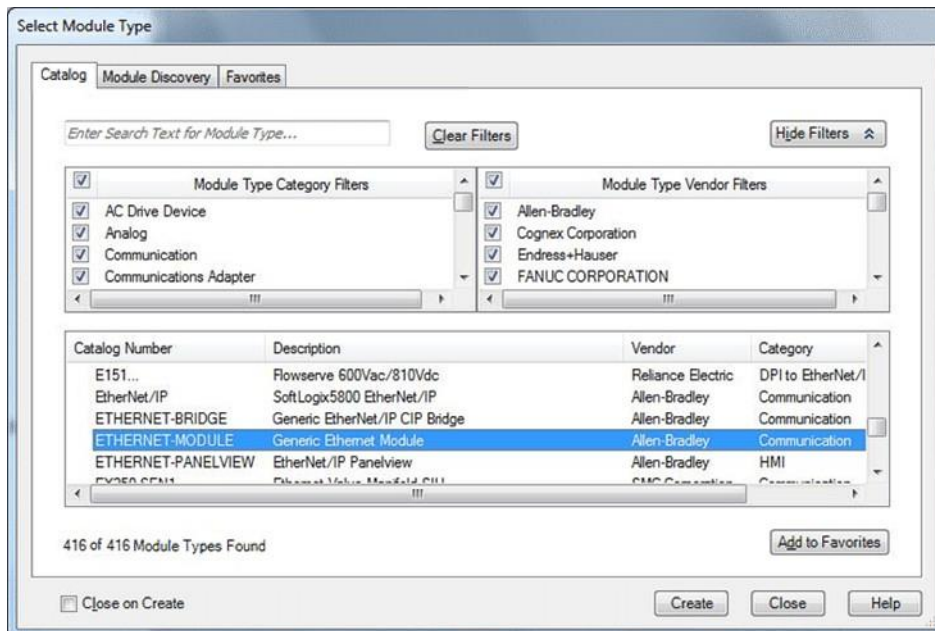 Select Module Type
Catalog Module Discovery Favorites
Enter Search Text for Module Type... Clear Filters Hide Filters
Module Type Category Filters Module Type Vendor Filters
AC Drive Device Allen-Bradley
Analog Cognex Corporation
Communication Endress+Hauser
Communications Adapter FANUC CORPORATION
Catalog Number Description Vendor Category
E151... Flowserve 600Vac/810Vdc Reliance Electric DPI to EtherNet/I
EtherNet/IP SoftLogix5800 EtherNet/IP Allen-Bradley Communication
ETHERNET-BRIDGE Generic EtherNet/IP CIP Bridge Allen-Bradley Communication
ETHERNET-MODULE Generic Ethernet Module Allen-Bradley Communication
ETHERNET-PANELVIEW EtherNet/IP Panelview Allen-Bradley HMI
416 of 416 Module Types Found Add to Favorites
Close on Create Create Close Help